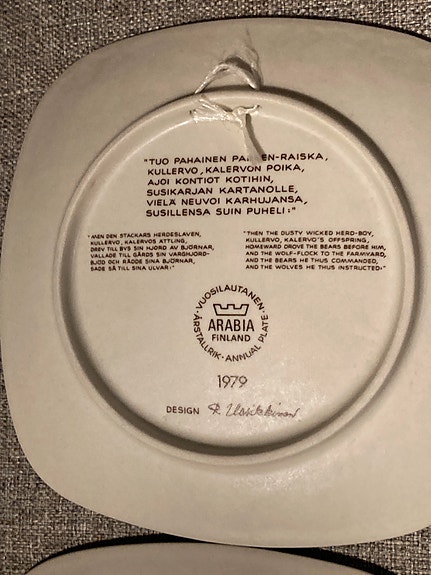 "TUO PAHAINEN PAIMEN-RAISKA,
KULLERVO, KALERVON POIKA,
AJOI KONTIOT KOTIHIN,
SUSIKARJAN KARTANOLLE,
VIELÄ NEUVOI KARHUJANSA,
SUSILLENSA SUIN PUHELI:"
"MEN DEN STACKARS HERDESLAVEN,
KULLERVO, KALERVOS ÄTTLING,
DREV TILL BYS SIN HJORD AV BJÖRNAR,
VALLADE TILL GÅRDS SIN VARGHJORD-
BJÖD OCH RÅDDE SINA BJÖRNAR,
SADE SÅ TILL SINA ULVAR:"
"THEN THE DUSTY WICKED HERD-BOY,
KULLERVO, KALERVO'S OFFSPRING,
HOMEWARD DROVE THE BEARS BEFORE HIM,
AND THE WOLF-FLOCK TO THE FARMYARD,
AND THE BEARS HE THUS COMMANDED,
AND THE WOLVES HE THUS INSTRUCTED:"
VUOSILAUTANEN·
ARABIA
FINLAND
·ÅRSTALLRIK·ANNUAL PLATE·
1979
DESIGN R. Uosikkinen